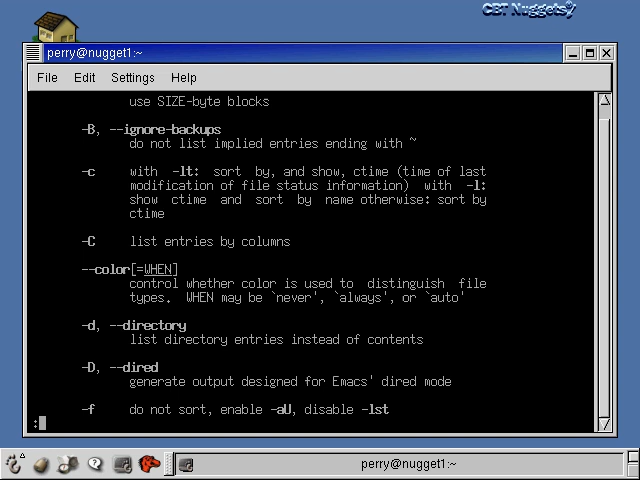 CBT Nuggets
perry@nugget1:~
File Edit Settings Help
use SIZE-byte blocks
-B, --ignore-backups
do not list implied entries ending with ~
-c with -lt: sort by, and show, ctime (time of last
modification of file status information) with -l:
show ctime and sort by name otherwise: sort by
ctime
-C list entries by columns
--color[=WHEN]
control whether color is used to distinguish file
types. WHEN may be `never', `always', or `auto'
-d, --directory
list directory entries instead of contents
-D, --dired
generate output designed for Emacs' dired mode
-f do not sort, enable -aU, disable -lst
:
perry@nugget1:~